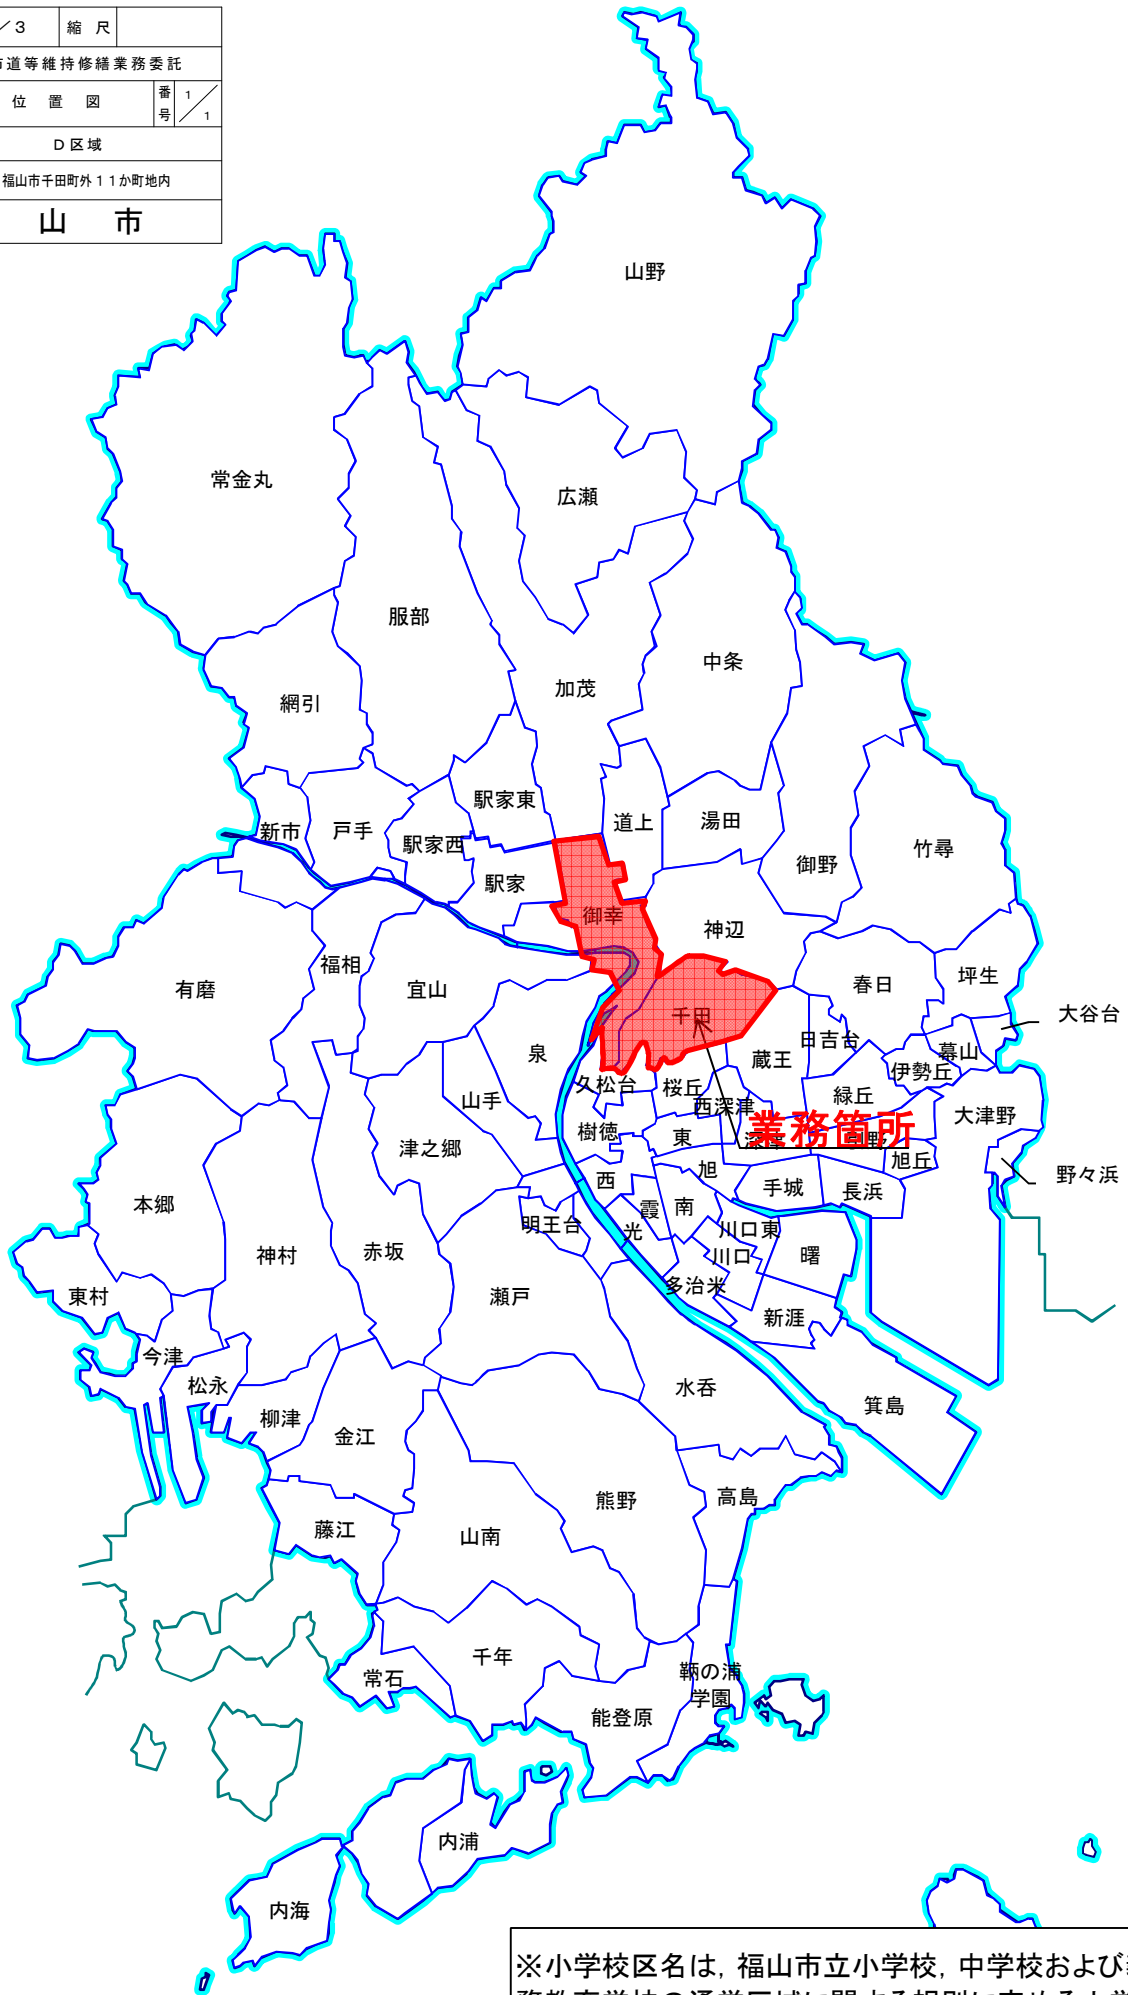 ／３ 縮 尺
市道等維持修繕業務委託
位 置 図 番号 1／1
Ｄ区域
福山市千田町外１１か町地内
山 市
山野
常金丸
広瀬
服部
中条
加茂
網引
駅家東
道上
湯田
新市
戸手
駅家西
御野
竹尋
駅家
御幸
神辺
福相
有磨
宜山
春日
坪生
千田
大谷台
泉
蔵王
日吉台
幕山
伊勢丘
久松台
桜丘
山手
西深津
緑丘
大津野
業務箇所
樹徳
東
津之郷
旭丘
西
旭
野々浜
手城
長浜
本郷
霞
南
明王台
光
川口東
神村
赤坂
川口
曙
瀬戸
多治米
東村
新涯
今津
松永
水呑
箕島
柳津
金江
高島
熊野
藤江
山南
千年
常石
鞆の浦
学園
能登原
内浦
内海
※小学校区名は，福山市立小学校，中学校および